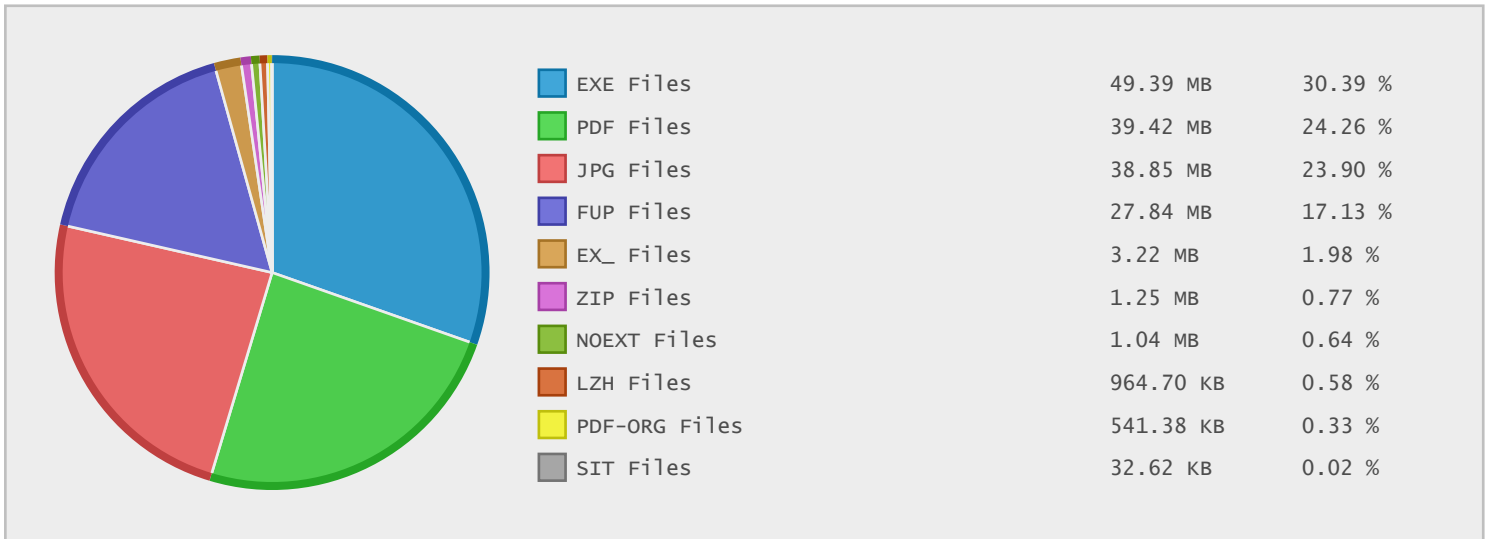 EXE Files 49.39 MB 30.39 %
PDF Files 39.42 MB 24.26 %
JPG Files 38.85 MB 23.90 %
FUP Files 27.84 MB 17.13 %
EX_ Files 3.22 MB 1.98 %
ZIP Files 1.25 MB 0.77 %
NOEXT Files 1.04 MB 0.64 %
LZH Files 964.70 KB 0.58 %
PDF-ORG Files 541.38 KB 0.33 %
SIT Files 32.62 KB 0.02 %